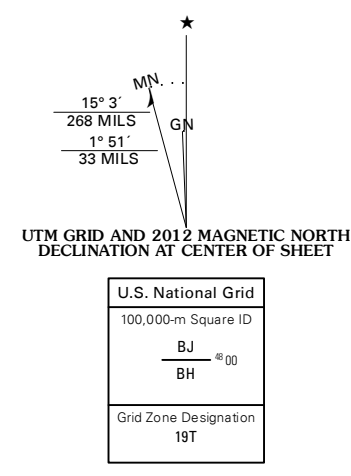 ★
MN
15° 3´
268 MILS
GN
1° 51´
33 MILS
UTM GRID AND 2012 MAGNETIC NORTH
DECLINATION AT CENTER OF SHEET
U.S. National Grid
100,000-m Square ID
BJ
48 00
BH
Grid Zone Designation
19T